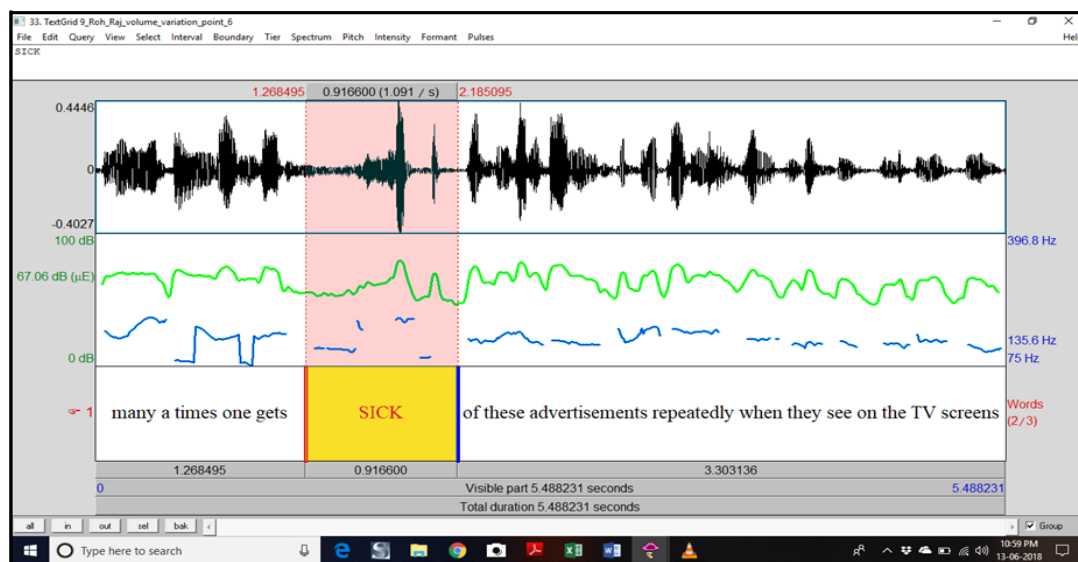 33. TextGrid 9_Roh_Raj_volume_variation_point_6
File Edit Query View Select Interval Boundary Tier Spectrum Pitch Intensity Formant Pulses Hel
SICK
1.268495 0.916600 (1.091 / s) 2.185095
0.4446
0
-0.4027
100 dB 396.8 Hz
67.06 dB (µE)
135.6 Hz
0 dB 75 Hz
1 many a times one gets SICK of these advertisements repeatedly when they see on the TV screens Words
(2/3)
1.268495 0.916600 3.303136
0 Visible part 5.488231 seconds 5.488231
Total duration 5.488231 seconds
all in out sel bak Group
Type here to search
10:59 PM
13-06-2018